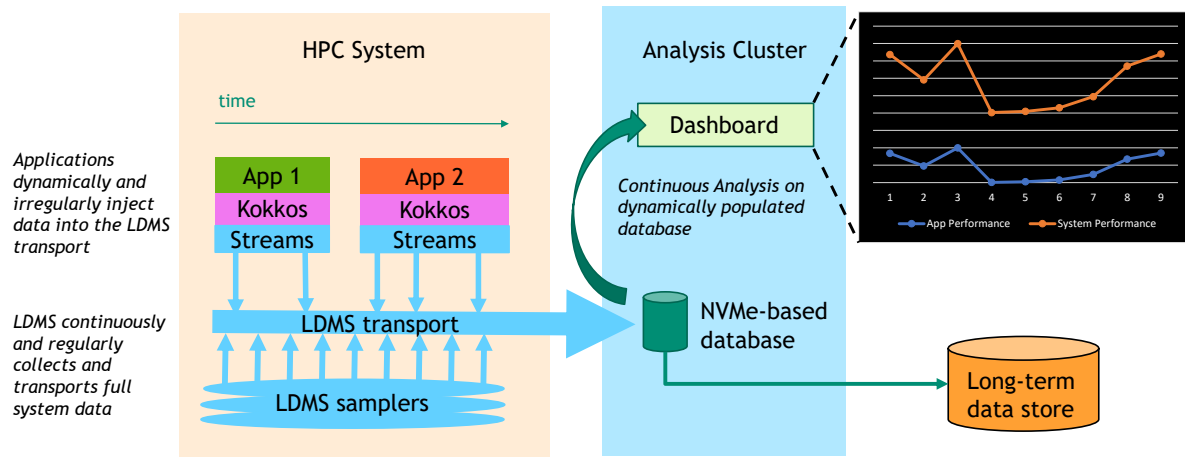 HPC System
time
Applications
dynamically and
irregularly inject
data into the LDMS
transport
App 1
Kokkos
Streams
App 2
Kokkos
Streams
LDMS transport
LDMS continuously
and regularly
collects and
transports full
system data
LDMS samplers
Analysis Cluster
Dashboard
Continuous Analysis on
dynamically populated
database
NVMe-based
database
1 2 3 4 5 6 7 8 9
App Performance System Performance
Long-term
data store